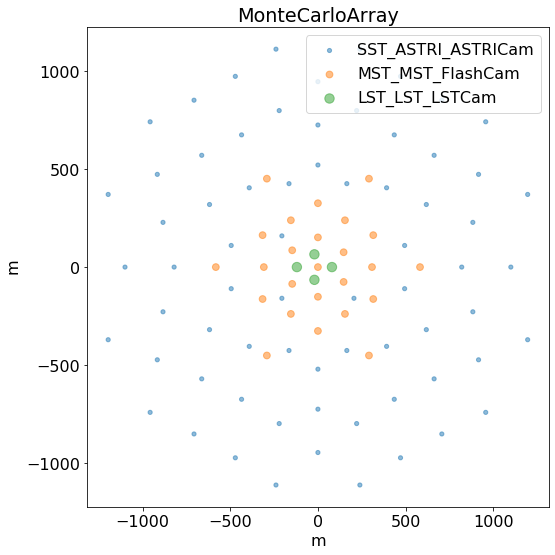 MonteCarloArray
SST_ASTRI_ASTRICam
MST_MST_FlashCam
LST_LST_LSTCam
m
1000
500
0
−500
−1000
−1000
−500
0
500
1000
m